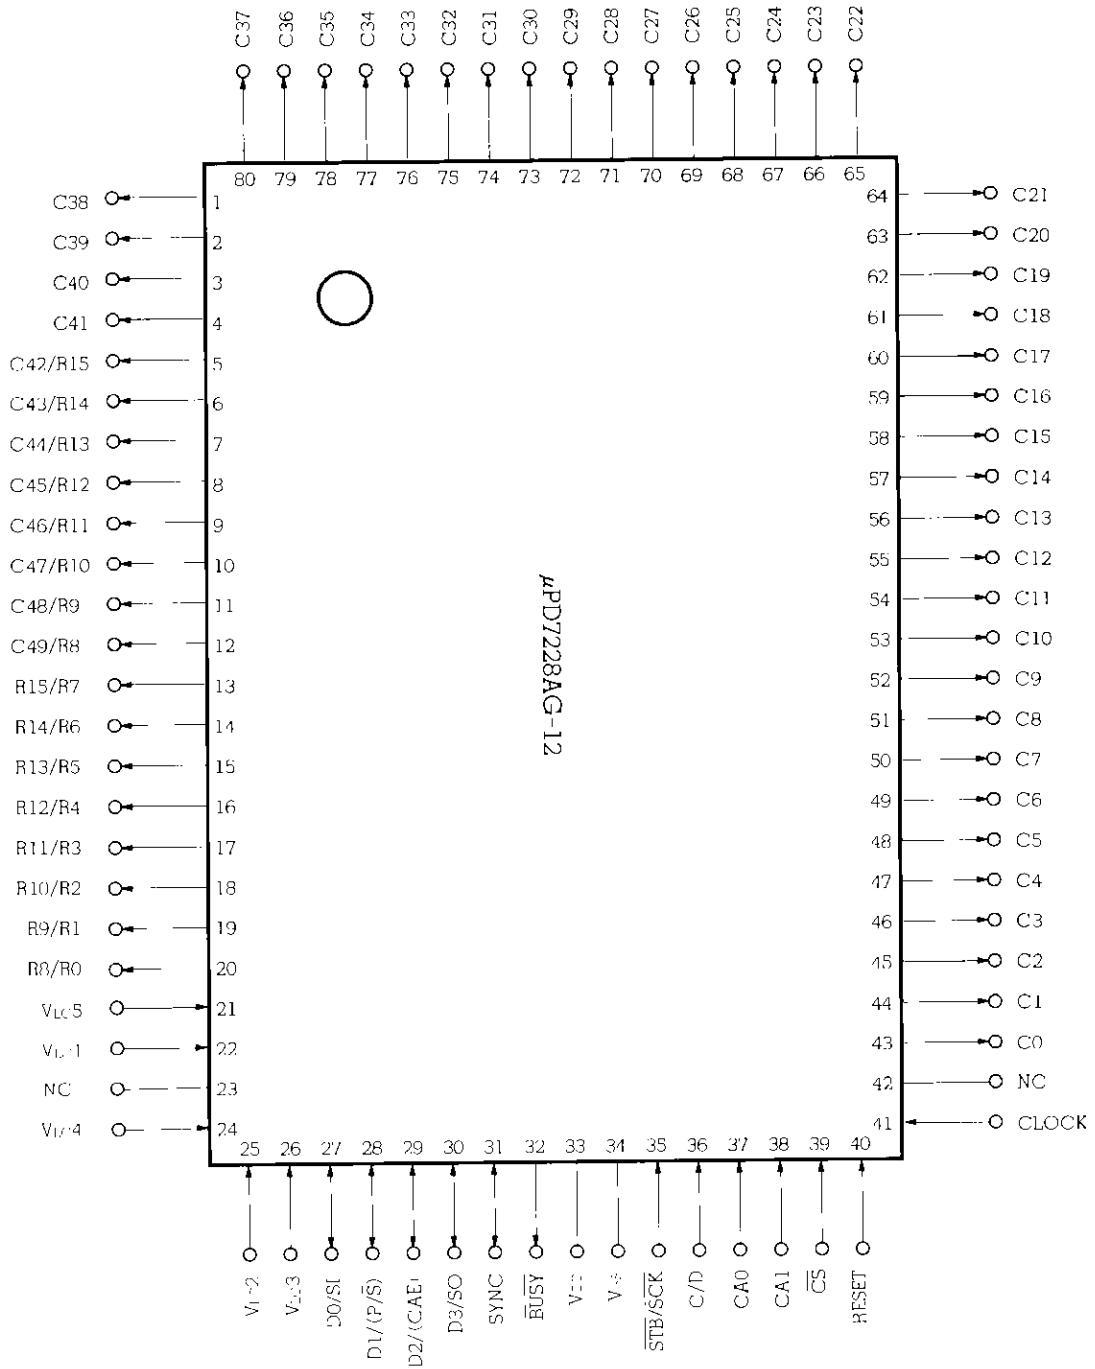 C37 C36 C35 C34 C33 C32 C31 C30 C29 C28 C27 C26 C25 C24 C23 C22
80 79 78 77 76 75 74 73 72 71 70 69 68 67 66 65
C38 1 64 C21
C39 2 63 C20
C40 3 62 C19
C41 4 61 C18
C42/R15 5 60 C17
C43/R14 6 59 C16
C44/R13 7 58 C15
C45/R12 8 57 C14
C46/R11 9 56 C13
C47/R10 10 55 C12
C48/R9 11 54 C11
C49/R8 12 53 C10
R15/R7 13 52 C9
R14/R6 14 51 C8
R13/R5 15 50 C7
R12/R4 16 49 C6
R11/R3 17 48 C5
R10/R2 18 47 C4
R9/R1 19 46 C3
R8/R0 20 45 C2
VLC5 21 44 C1
VLC1 22 43 C0
NC 23 42 NC
VLC4 24 41 CLOCK
μPD7228AG-12
25 26 27 28 29 30 31 32 33 34 35 36 37 38 39 40
VLC2 VLC3 D0/SI D1/(P/S̅) D2/(CAE) D3/SO SYNC B̅U̅S̅Y̅ S̅T̅B̅/S̅C̅K̅ C/D CA0 CA1 C̅S̅ RESET